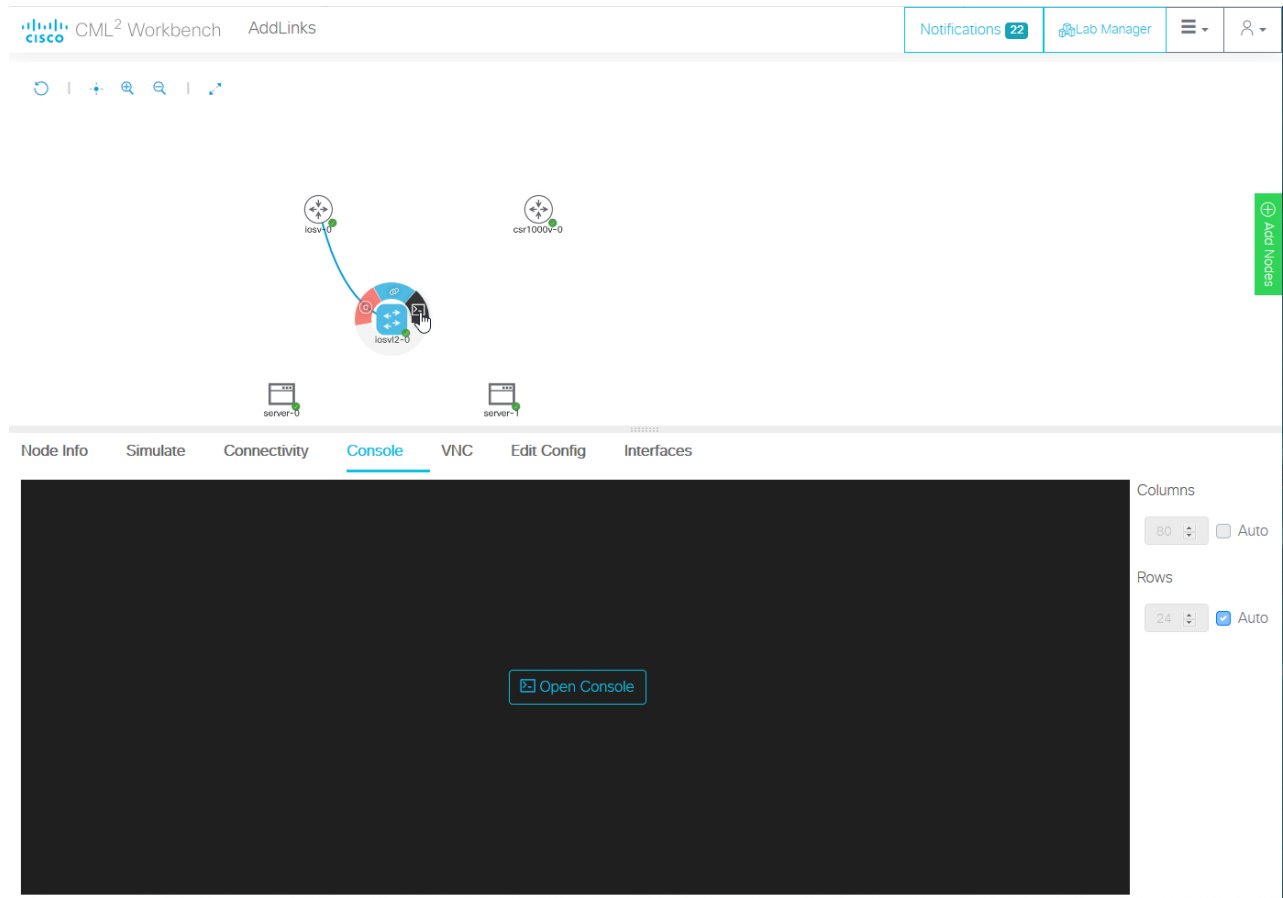 CISCO CML2 Workbench AddLinks Notifications 22 Lab Manager
iosv-0 csr1000v-0
Add Nodes
iosvl2-0
server-0 server-1
Node Info Simulate Connectivity Console VNC Edit Config Interfaces
Columns
80 Auto
Rows
24 Auto
Open Console